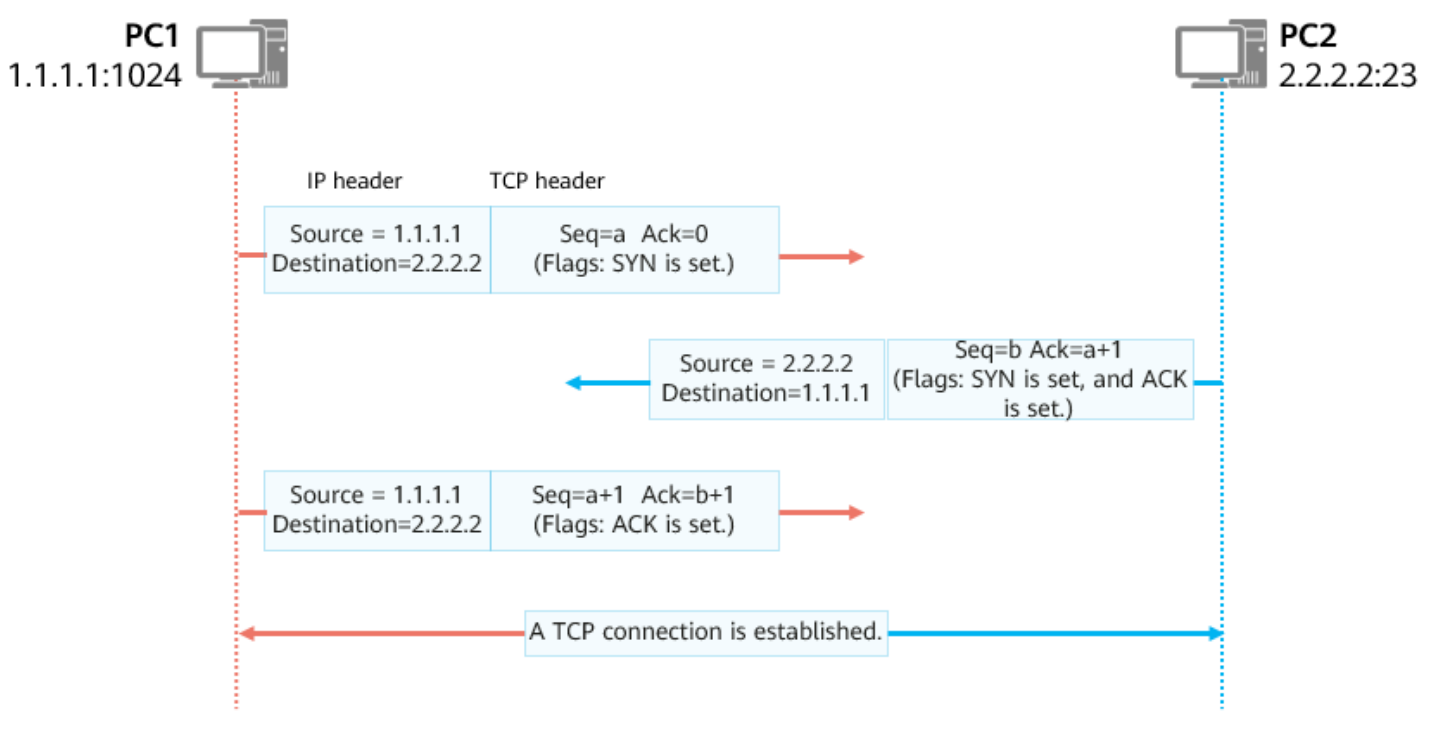 PC1
1.1.1.1:1024
PC2
2.2.2.2:23
IP header
TCP header
Source = 1.1.1.1
Destination=2.2.2.2
Seq=a Ack=0
(Flags: SYN is set.)
Source = 2.2.2.2
Destination=1.1.1.1
Seq=b Ack=a+1
(Flags: SYN is set, and ACK
is set.)
Source = 1.1.1.1
Destination=2.2.2.2
Seq=a+1 Ack=b+1
(Flags: ACK is set.)
A TCP connection is established.